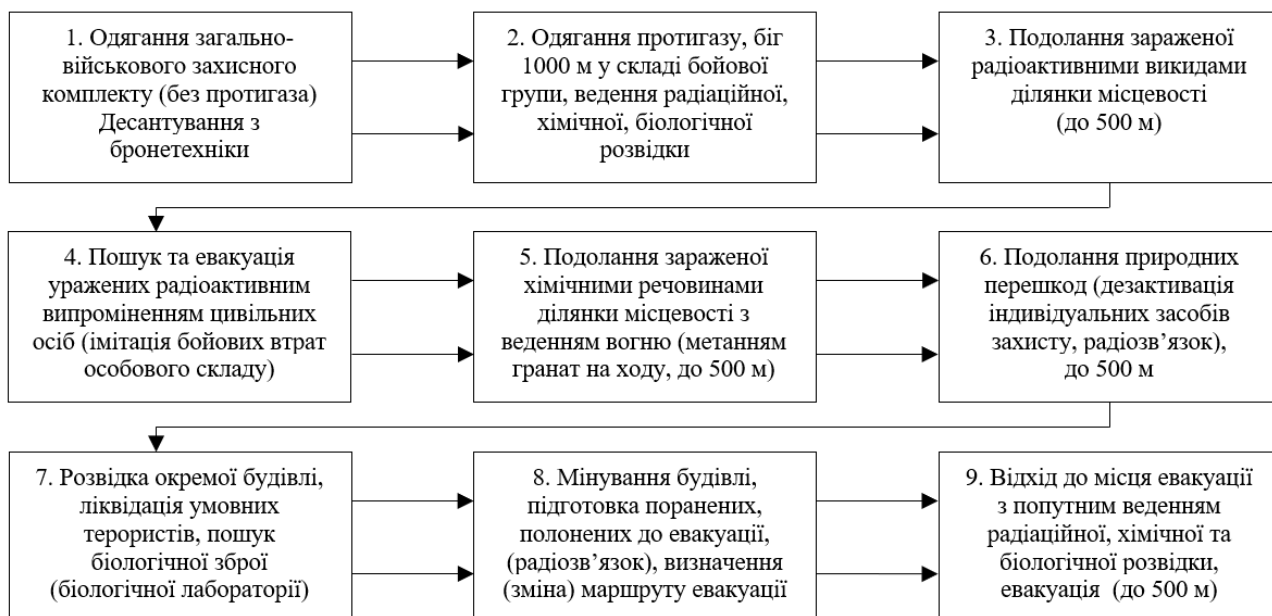 1. Одягання загально-
військового захисного
комплекту (без протигаза)
Десантування з
бронетехніки
2. Одягання протигазу, біг
1000 м у складі бойової
групи, ведення радіаційної,
хімічної, біологічної
розвідки
3. Подолання зараженої
радіоактивними викидами
ділянки місцевості
(до 500 м)
4. Пошук та евакуація
уражених радіоактивним
випроміненням цивільних
осіб (імітація бойових втрат
особового складу)
5. Подолання зараженої
хімічними речовинами
ділянки місцевості з
веденням вогню (метанням
гранат на ходу, до 500 м)
6. Подолання природних
перешкод (дезактивація
індивідуальних засобів
захисту, радіозв’язок),
до 500 м
7. Розвідка окремої будівлі,
ліквідація умовних
терористів, пошук
біологічної зброї
(біологічної лабораторії)
8. Мінування будівлі,
підготовка поранених,
полонених до евакуації,
(радіозв’язок), визначення
(зміна) маршруту евакуації
9. Відхід до місця евакуації
з попутним веденням
радіаційної, хімічної та
біологічної розвідки,
евакуація (до 500 м)